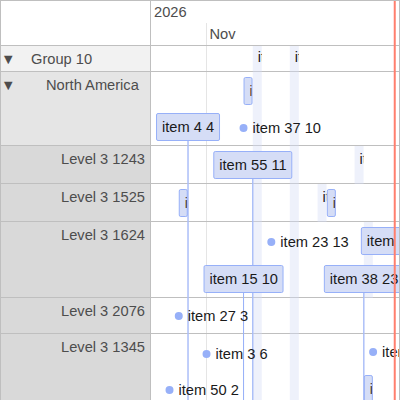 2026
Nov
▼ Group 10
▼ North America
item 4 4
item 37 10
Level 3 1243
item 55 11
Level 3 1525
Level 3 1624
item 23 13
item
item 15 10
item 38 23
Level 3 2076
item 27 3
Level 3 1345
item 3 6
item 50 2